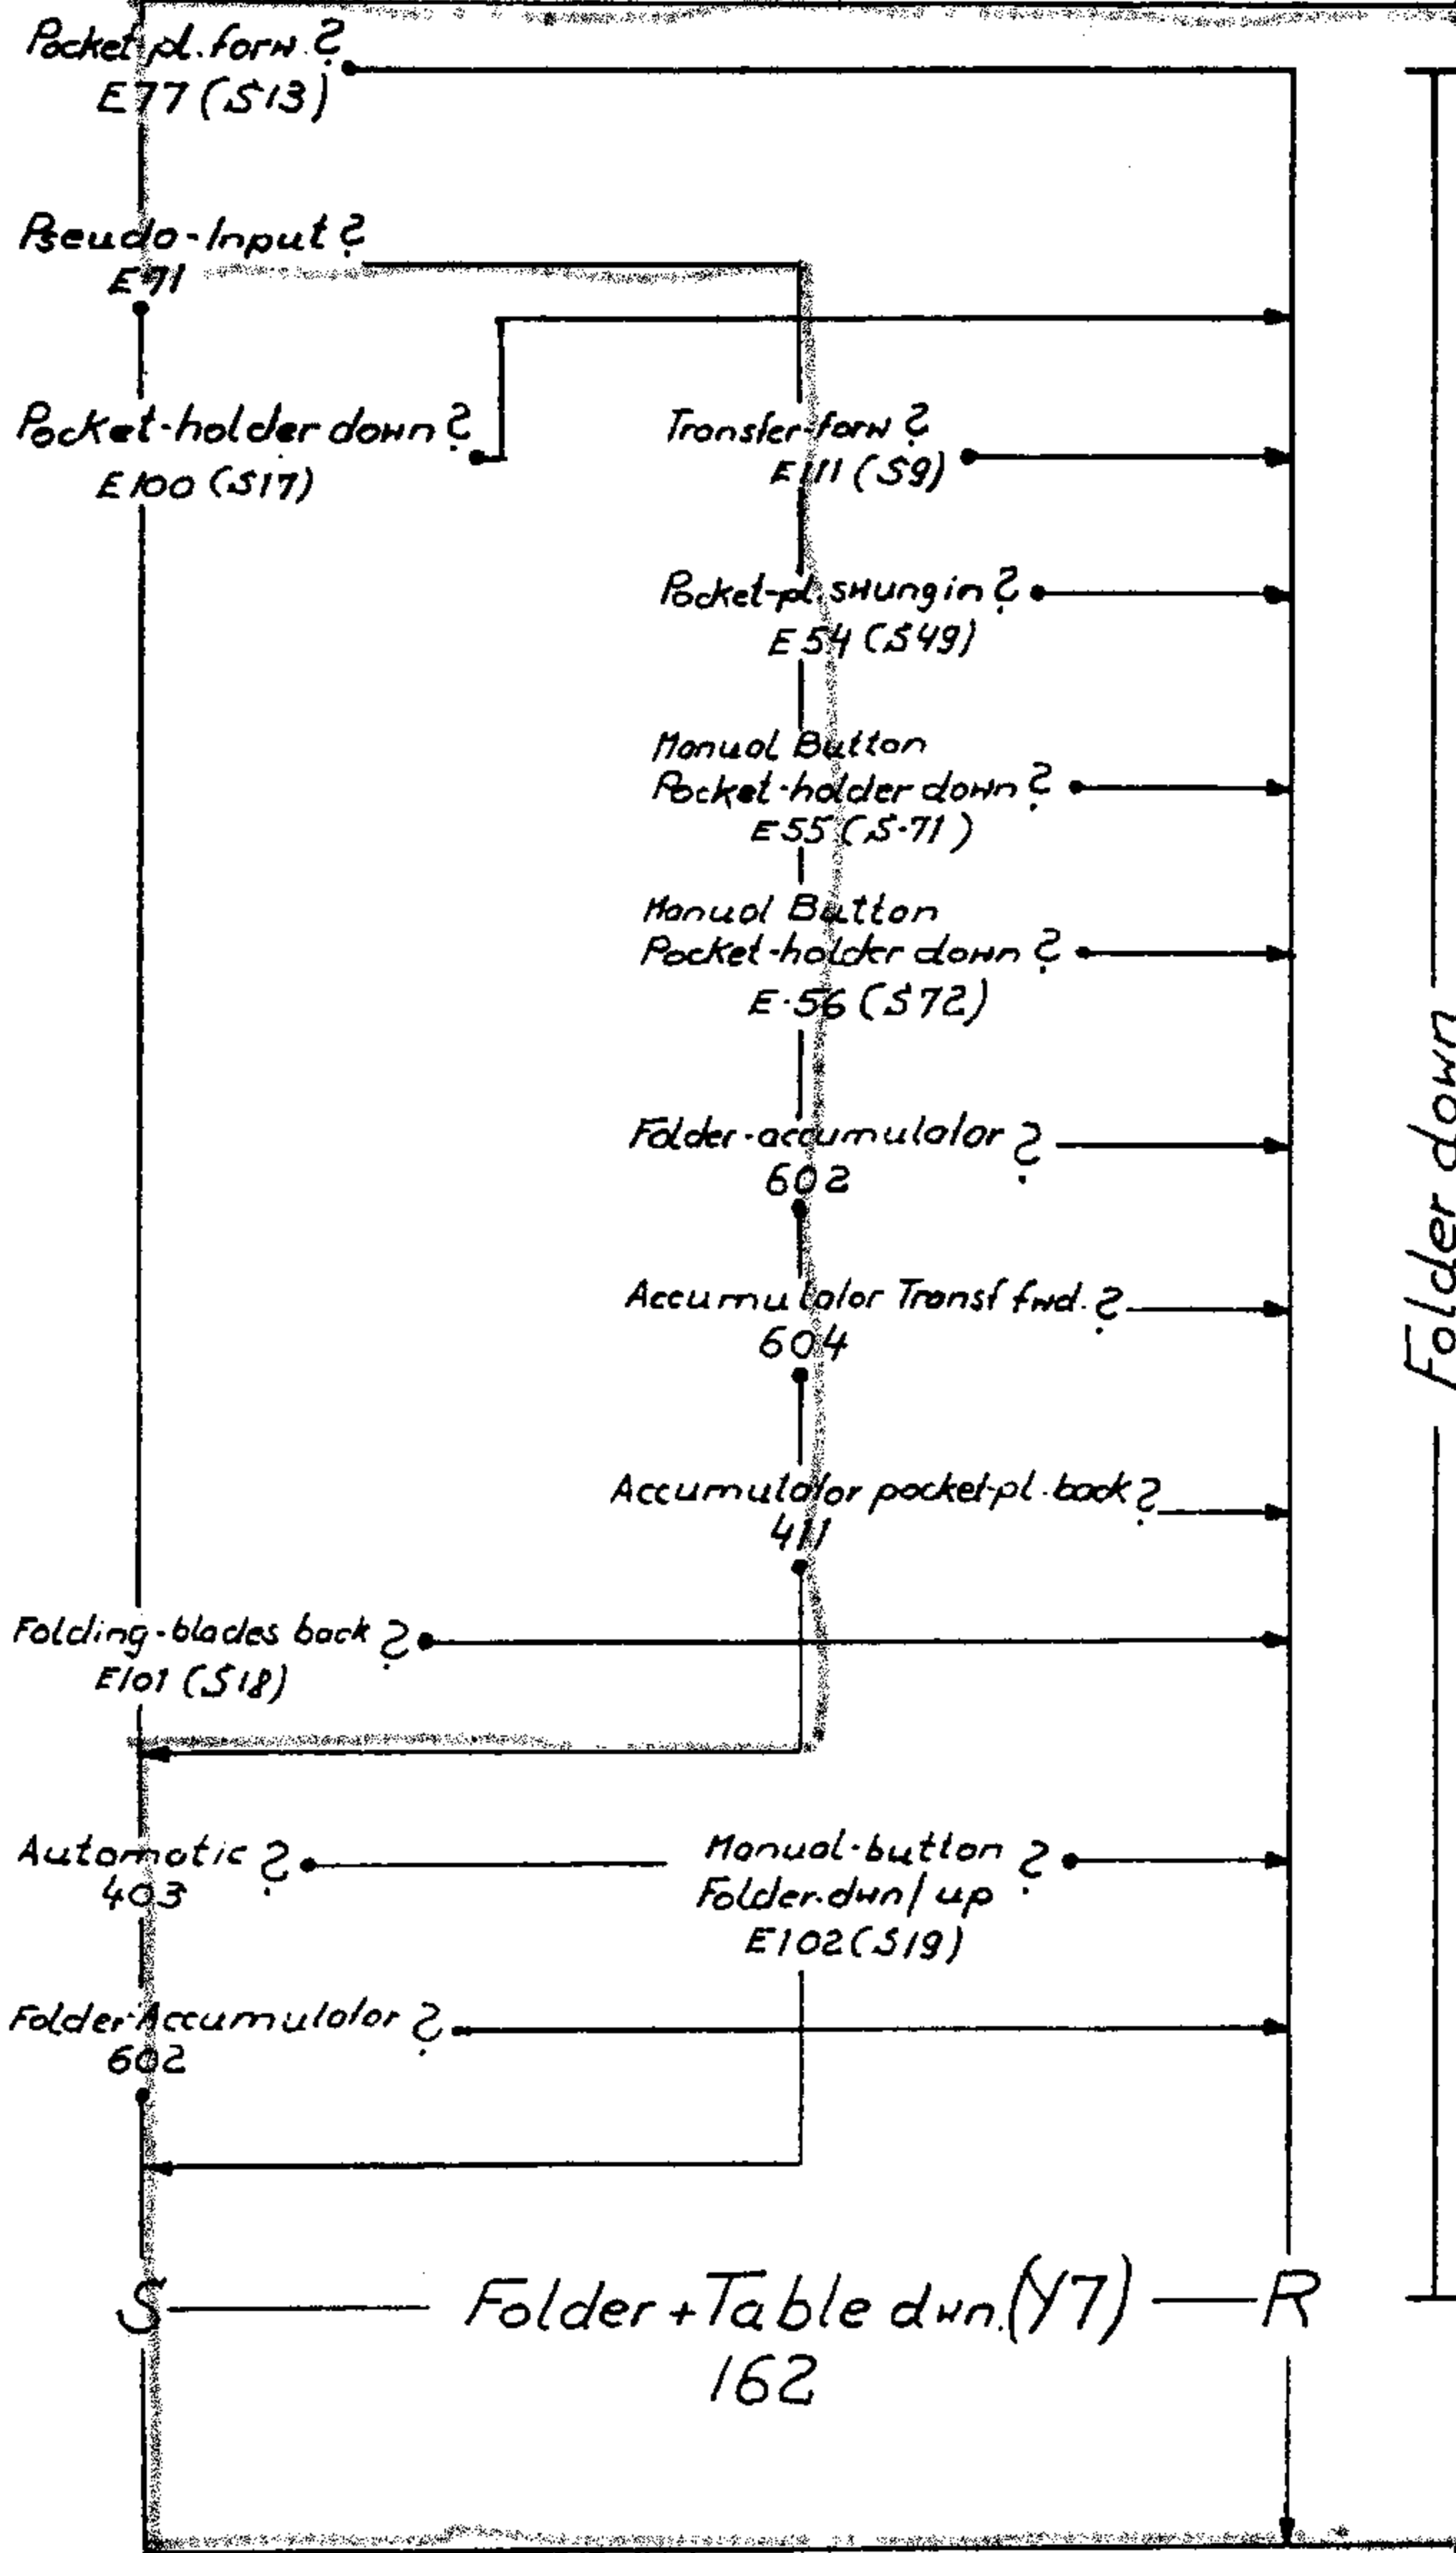 Pocket pl. forw. ?
E77 (S13)
Pseudo-Input ?
E71
Pocket-holder down ?
E100 (S17)
Transfer-forw ?
E111 (S9)
Pocket-pl. swung in ?
E54 (S49)
Manual Button
Pocket-holder down ?
E55 (S-71)
Manual Button
Pocket-holder down ?
E-56 (S72)
Folder-accumulator ?
602
Accumulator Transf fwd. ?
604
Accumulator pocket-pl. back ?
411
Folding-blades back ?
E101 (S18)
Automatic ?
403
Manual-button ?
Folder.dwn/up
E102 (S19)
Folder-Accumulator ?
602
S
Folder + Table dwn. (Y7)
R
162
Folder down